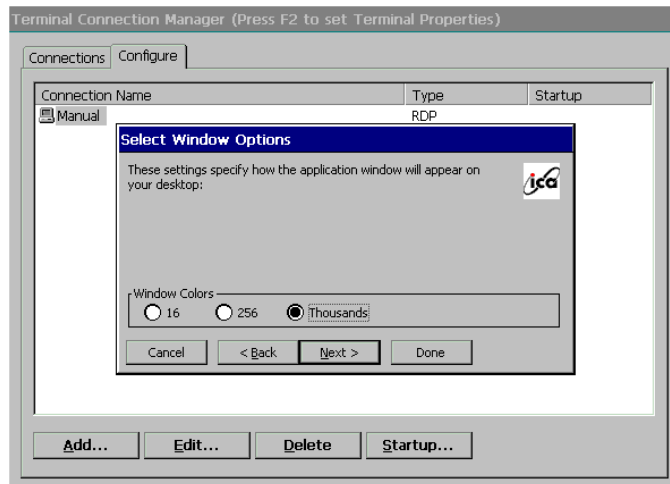 Terminal Connection Manager (Press F2 to set Terminal Properties)
Connections Configure
Connection Name Type Startup
Manual RDP
Select Window Options
These settings specify how the application window will appear on
your desktop:
ica
Window Colors
16 256 Thousands
Cancel < Back Next > Done
Add... Edit... Delete Startup...